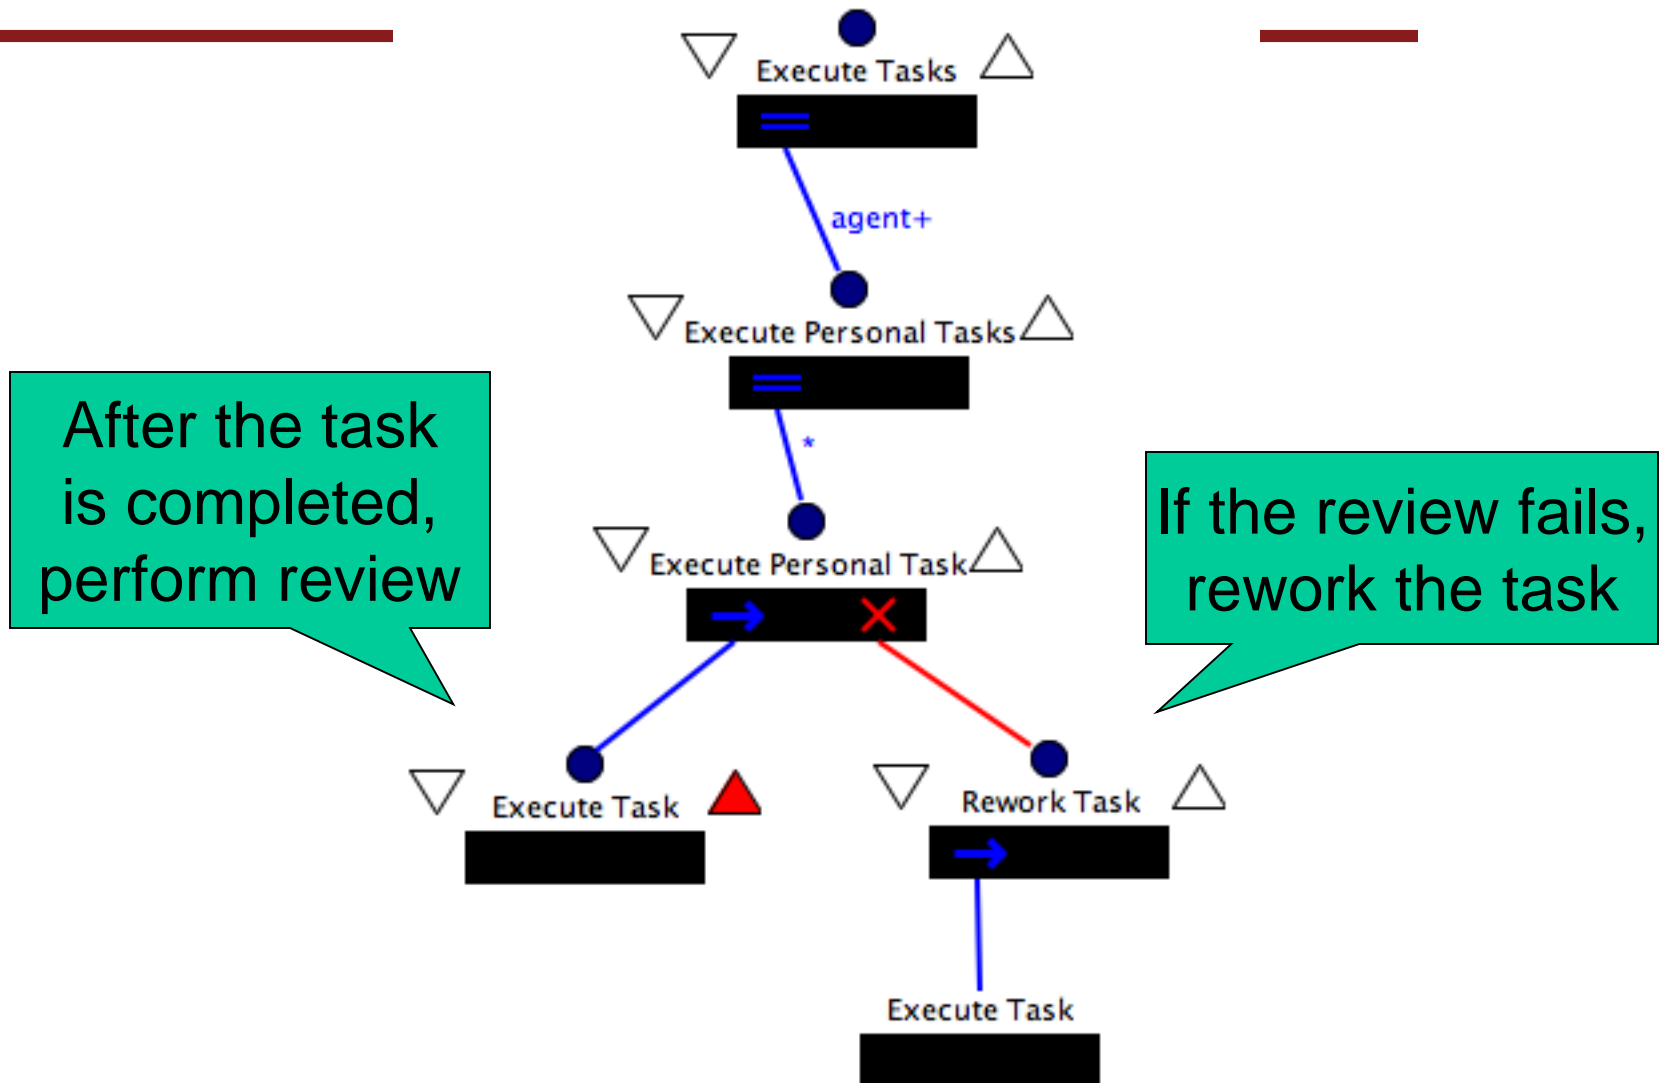 Execute Tasks
agent+
Execute Personal Tasks
*
Execute Personal Task
After the task
is completed,
perform review
If the review fails,
rework the task
Execute Task
Rework Task
Execute Task